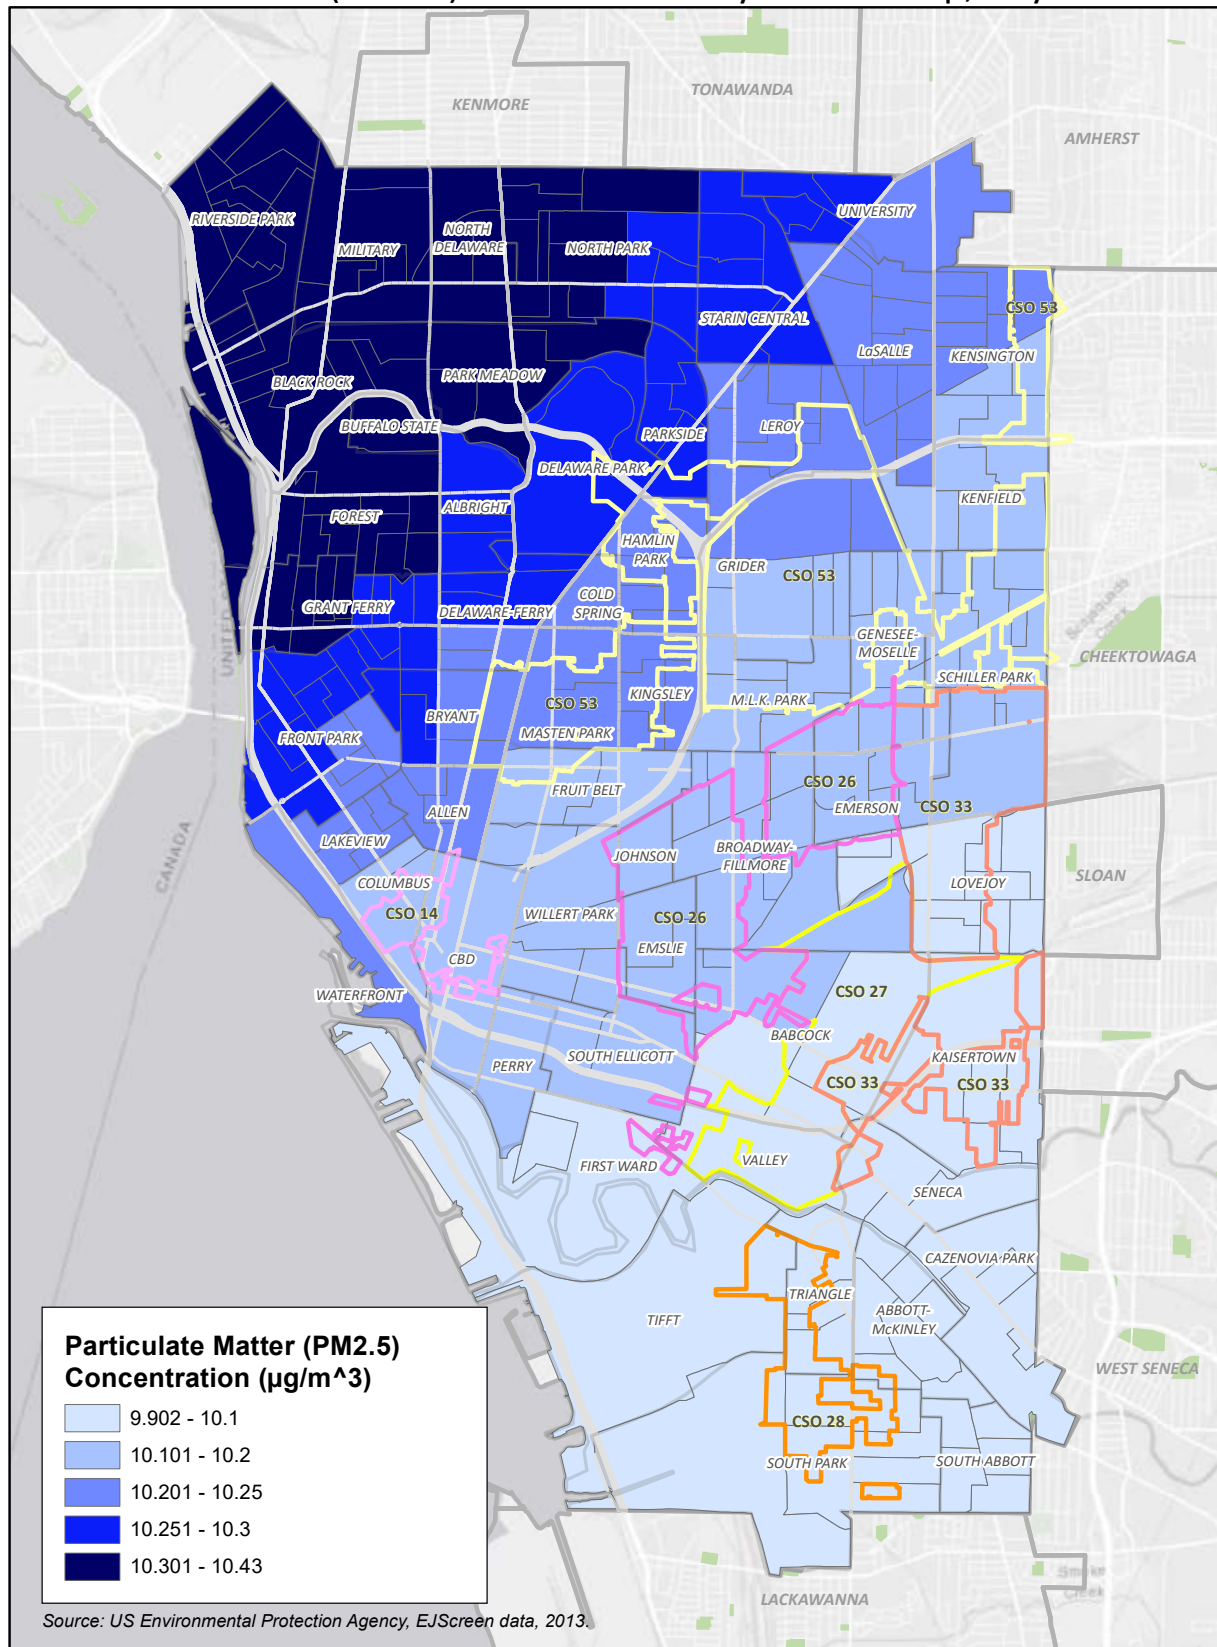 KENMORE
TONAWANDA
AMHERST
RIVERSIDE PARK
MILITARY
NORTH
DELAWARE
NORTH PARK
UNIVERSITY
STARIN CENTRAL
CSO 53
LaSALLE
KENSINGTON
BLACK ROCK
PARK MEADOW
BUFFALO STATE
PARKSIDE
LEROY
DELAWARE PARK
ALBRIGHT
FOREST
KENFIELD
HAMLIN
PARK
GRIDER
CSO 53
COLD
SPRING
GRANT FERRY
DELAWARE-FERRY
GENESEE-
MOSELLE
CHEEKTOWAGA
SCHILLER PARK
KINGSLEY
M.L.K. PARK
CSO 53
MASTEN PARK
BRYANT
FRONT PARK
CSO 26
FRUIT BELT
EMERSON
CSO 33
ALLEN
LAKEVIEW
JOHNSON
BROADWAY-
FILLMORE
CANADA
COLUMBUS
LOVEJOY
SLOAN
CSO 14
WILLERT PARK
CSO 26
EMSLIE
CBD
WATERFRONT
CSO 27
BABCOCK
SOUTH ELLICOTT
PERRY
KAISERTOWN
CSO 33
CSO 33
FIRST WARD
VALLEY
SENECA
CAZENOVIA PARK
TRIANGLE
ABBOTT-
McKINLEY
TIFFT
WEST SENECA
CSO 28
SOUTH PARK
SOUTH ABBOTT
Particulate Matter (PM2.5)
Concentration (µg/m^3)
9.902 - 10.1
10.101 - 10.2
10.201 - 10.25
10.251 - 10.3
10.301 - 10.43
LACKAWANNA
Source: US Environmental Protection Agency, EJScreen data, 2013.